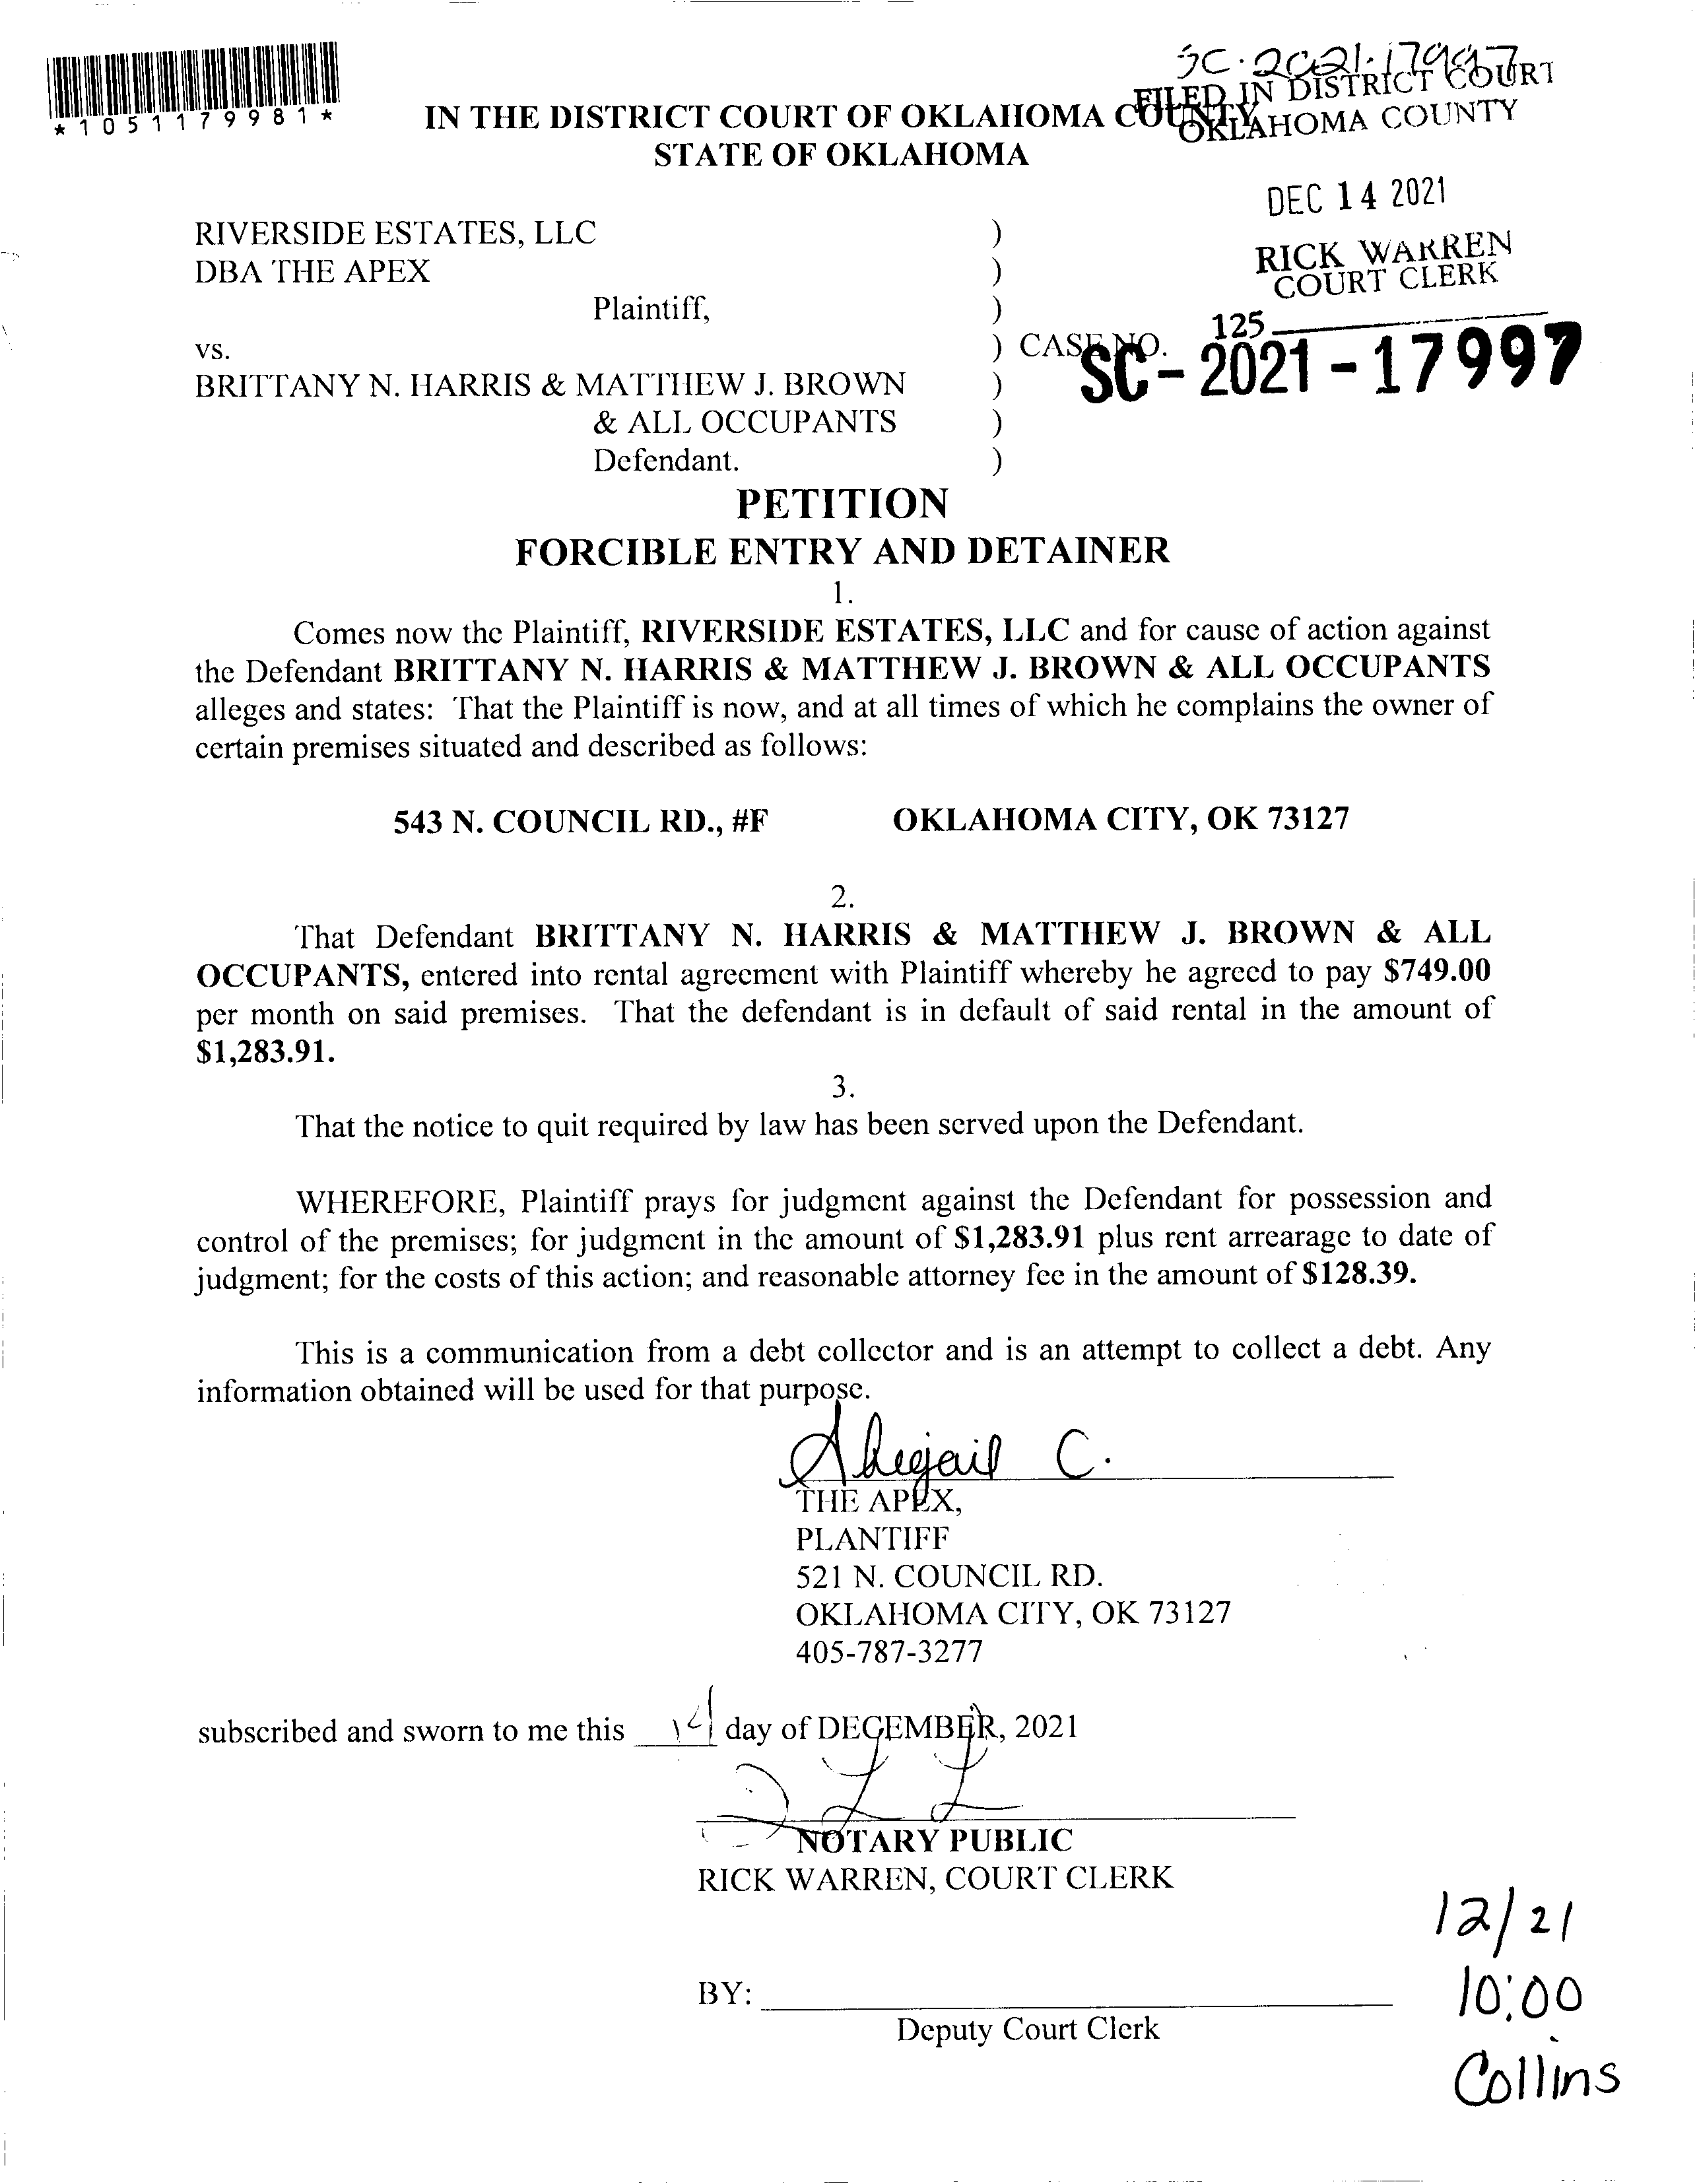 SC-2021-17997
*1051179981*
FILED IN DISTRICT COURT
OKLAHOMA COUNTY
IN THE DISTRICT COURT OF OKLAHOMA COUNTY
STATE OF OKLAHOMA
DEC 14 2021
RICK WARREN
COURT CLERK
125
RIVERSIDE ESTATES, LLC )
DBA THE APEX )
Plaintiff, )
vs. ) CASE NO.
SC-2021-17997
BRITTANY N. HARRIS & MATTHEW J. BROWN )
& ALL OCCUPANTS )
Defendant. )
PETITION
FORCIBLE ENTRY AND DETAINER
1.
Comes now the Plaintiff, RIVERSIDE ESTATES, LLC and for cause of action against
the Defendant BRITTANY N. HARRIS & MATTHEW J. BROWN & ALL OCCUPANTS
alleges and states: That the Plaintiff is now, and at all times of which he complains the owner of
certain premises situated and described as follows:
543 N. COUNCIL RD., #F OKLAHOMA CITY, OK 73127
2.
That Defendant BRITTANY N. HARRIS & MATTHEW J. BROWN & ALL
OCCUPANTS, entered into rental agreement with Plaintiff whereby he agreed to pay $749.00
per month on said premises. That the defendant is in default of said rental in the amount of
$1,283.91.
3.
That the notice to quit required by law has been served upon the Defendant.
WHEREFORE, Plaintiff prays for judgment against the Defendant for possession and
control of the premises; for judgment in the amount of $1,283.91 plus rent arrearage to date of
judgment; for the costs of this action; and reasonable attorney fee in the amount of $128.39.
This is a communication from a debt collector and is an attempt to collect a debt. Any
information obtained will be used for that purpose.
Abigail C.
THE APEX,
PLANTIFF
521 N. COUNCIL RD.
OKLAHOMA CITY, OK 73127
405-787-3277
subscribed and sworn to me this 14 day of DECEMBER, 2021
NOTARY PUBLIC
RICK WARREN, COURT CLERK
12/21
10:00
BY:
Deputy Court Clerk
Collins